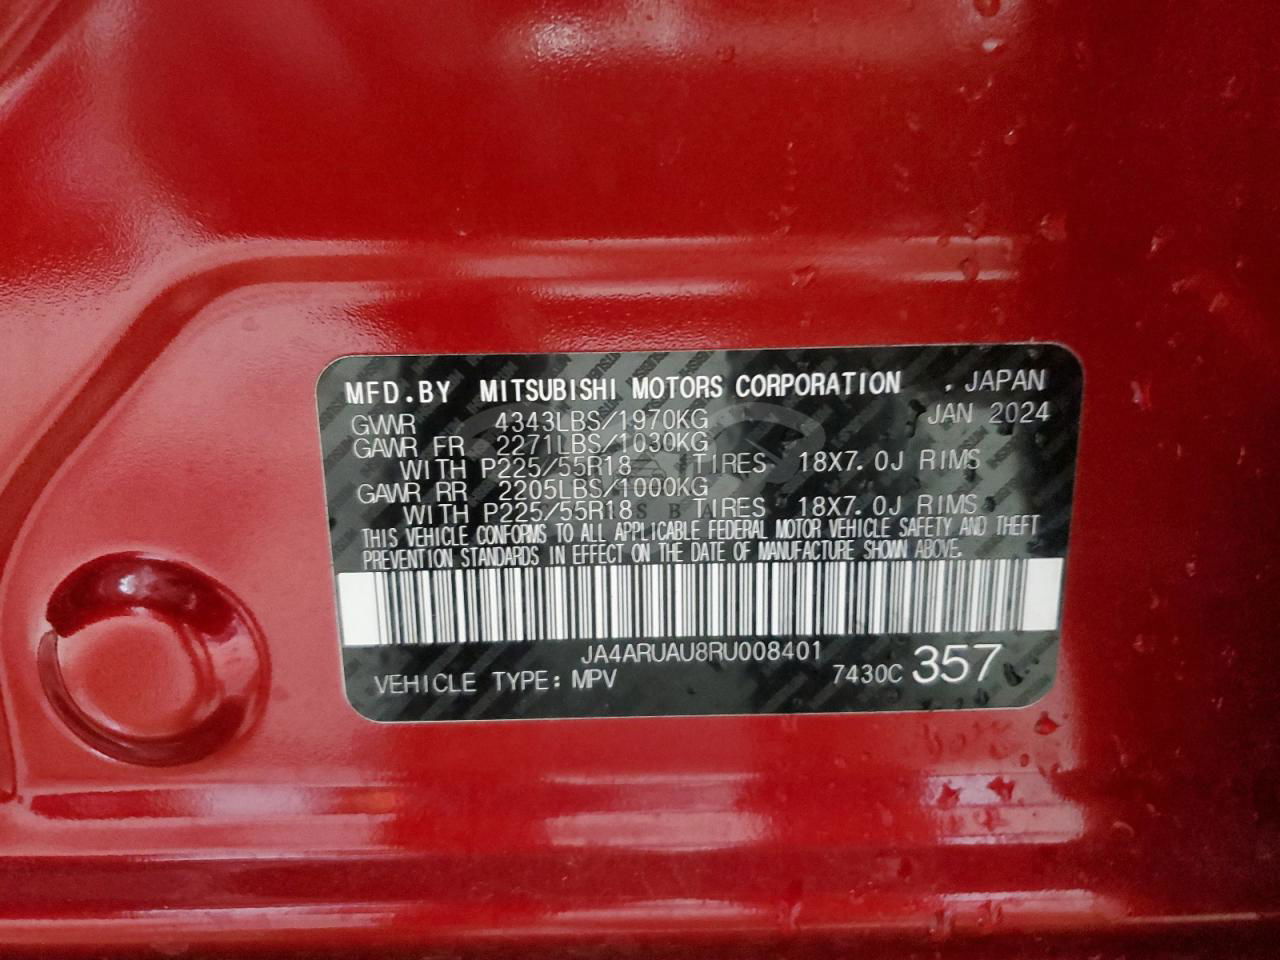 MFD.BY MITSUBISHI MOTORS CORPORATION . JAPAN
GVWR 4343LBS/1970KG JAN 2024
GAWR FR 2271LBS/1030KG
WITH P225/55R18 TIRES 18X7.0J RIMS
GAWR RR 2205LBS/1000KG
WITH P225/55R18 TIRES 18X7.0J RIMS
THIS VEHICLE CONFORMS TO ALL APPLICABLE FEDERAL MOTOR VEHICLE SAFETY AND THEFT
PREVENTION STANDARDS IN EFFECT ON THE DATE OF MANUFACTURE SHOWN ABOVE.
JA4ARUAU8RU008401
VEHICLE TYPE: MPV 7430C 357